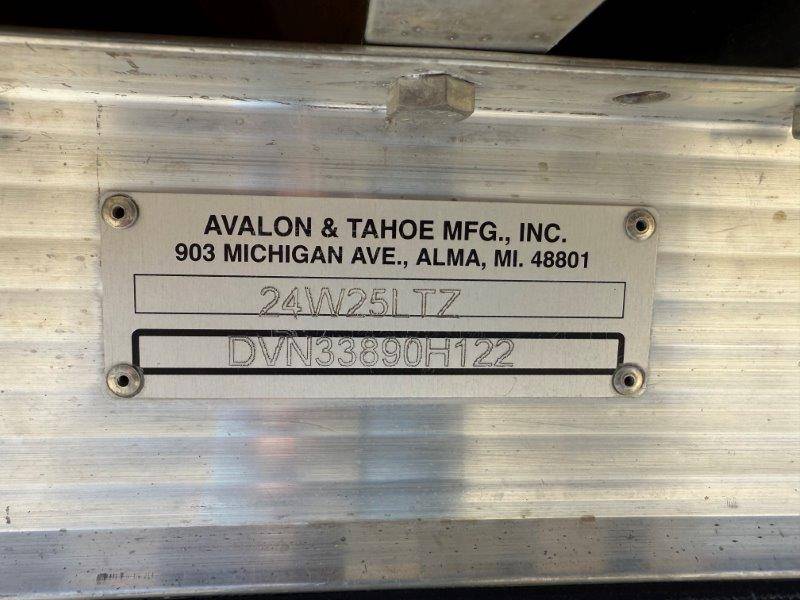 AVALON & TAHOE MFG., INC.
903 MICHIGAN AVE., ALMA, MI. 48801
24W25LTZ
DVN33890H122